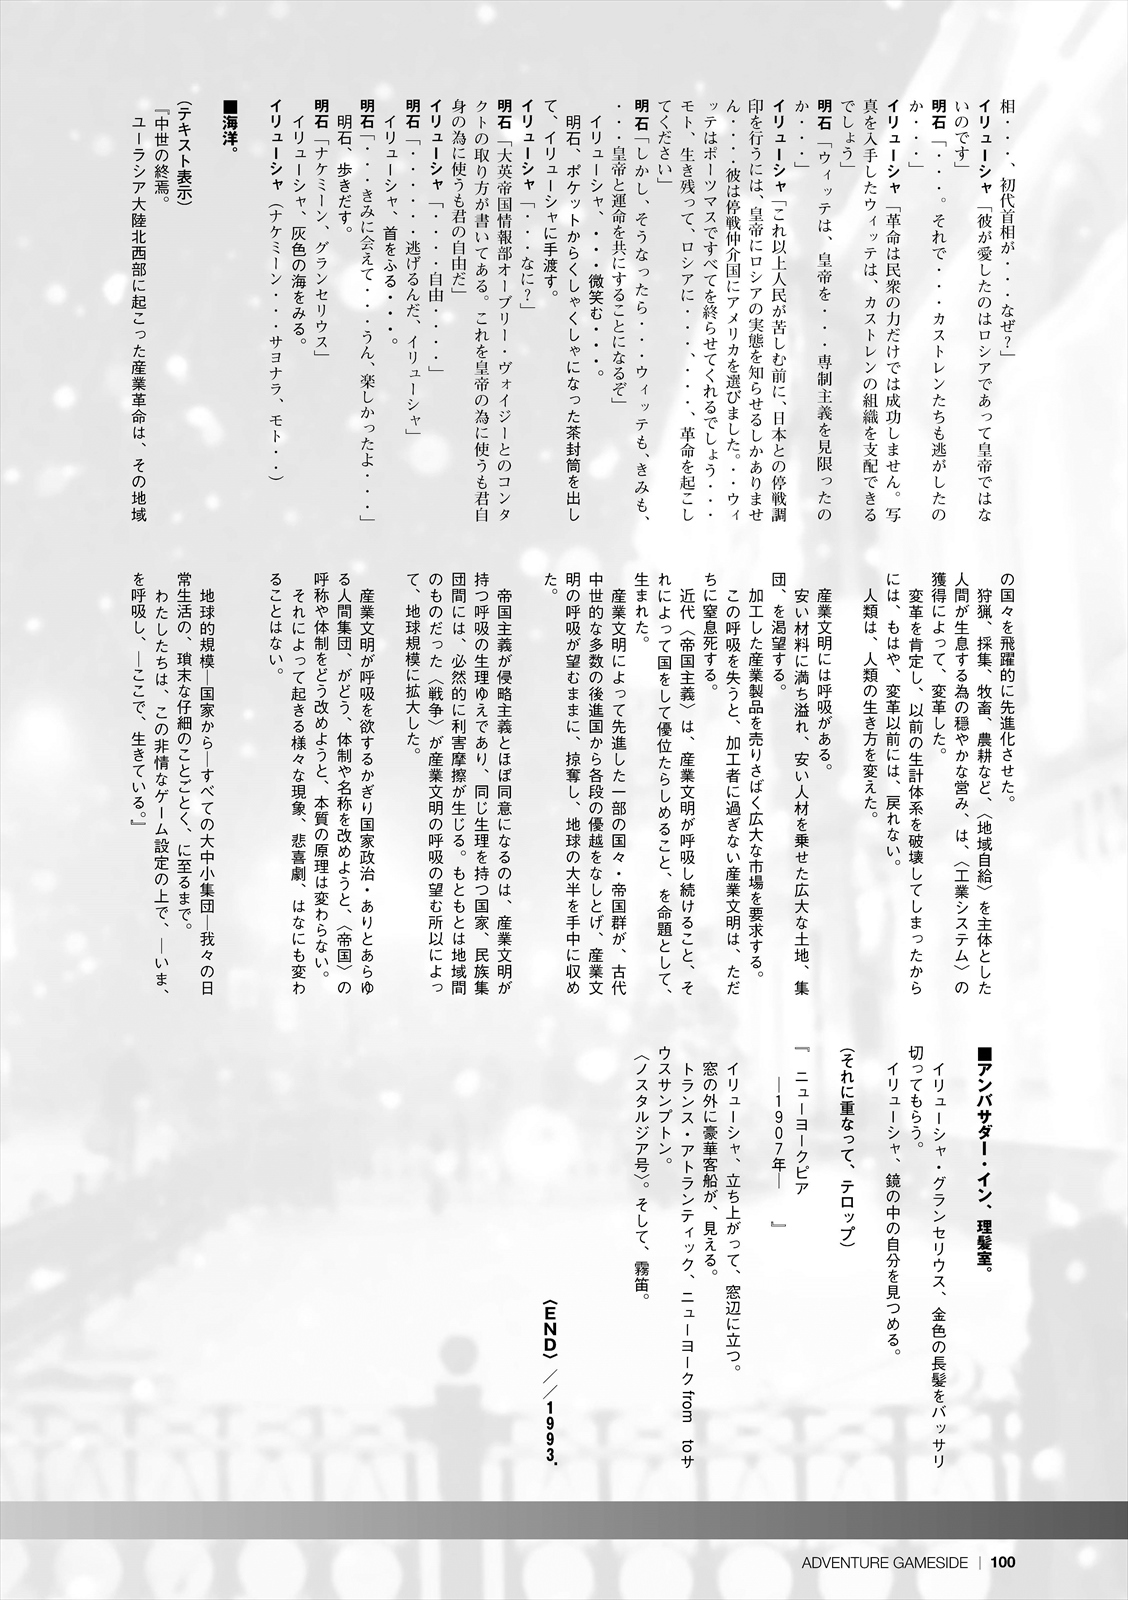 相・・・、初代首相が・・・なぜ？」
イリューシャ「彼が愛したのはロシアであって皇帝ではな
いのです」
明石「・・・・。それで・・・カストレンたちも逃がしたの
か・・・・」
イリューシャ「革命は民衆の力だけでは成功しません。写
真を入手したウィッテは、カストレンの組織を支配できる
でしょう」
明石「ウィッテは、皇帝を・・・専制主義を見限ったの
か・・・・」
イリューシャ「これ以上人民が苦しむ前に、日本との停戦調
印を行うには、皇帝にロシアの実態を知らせるしかありませ
ん・・・・彼は停戦仲介国にアメリカを選びました。・・ウィ
ッテはポーツマスですべてを終らせてくれるでしょう・・・
モト、生き残って、ロシアに・・・、・・・・、革命を起こし
てください」
明石「しかし、そうなったら・・・ウィッテも、きみも、
・・・皇帝と運命を共にすることになるぞ」
イリューシャ、・・・微笑む・・・。
明石、ポケットからくしゃくしゃになった茶封筒を出し
て、イリューシャに手渡す。
イリューシャ「・・・なに？」
明石「大英帝国情報部オーブリー・ヴォイジーとのコンタ
クトの取り方が書いてある。これを皇帝の為に使うも君自
身の為に使うも君の自由だ」
イリューシャ「・・・・自由・・・・」
明石「・・・・・・逃げるんだ、イリューシャ」
イリューシャ、首をふる・・・。
明石「・・・きみに会えて・・・うん、楽しかったよ・・・」
明石、歩きだす。
明石「ナケミーン、グランセリウス」
イリューシャ、灰色の海をみる。
イリューシャ（ナケミーン・・・サヨナラ、モト・・）
■海洋。
（テキスト表示）
『中世の終焉。
ユーラシア大陸北西部に起こった産業革命は、その地域
の国々を飛躍的に先進化させた。
狩猟、採集、牧畜、農耕など、〈地域自給〉を主体とした
人間が生息する為の穏やかな営み、は、〈工業システム〉の
獲得によって、変革した。
変革を肯定し、以前の生計体系を破壊してしまったから
には、もはや、変革以前には、戻れない。
人類は、人類の生き方を変えた。
産業文明には呼吸がある。
安い材料に満ち溢れ、安い人材を乗せた広大な土地、集
団、を渇望する。
加工した産業製品を売りさばく広大な市場を要求する。
この呼吸を失うと、加工者に過ぎない産業文明は、ただ
ちに窒息死する。
近代〈帝国主義〉は、産業文明が呼吸し続けること、そ
れによって国をして優位たらしめること、を命題として、
生まれた。
産業文明によって先進した一部の国々・帝国群が、古代
中世的な多数の後進国から各段の優越をなしとげ、産業文
明の呼吸が望むままに、掠奪し、地球の大半を手中に収め
た。
帝国主義が侵略主義とほぼ同意になるのは、産業文明が
持つ呼吸の生理ゆえであり、同じ生理を持つ国家、民族集
団間には、必然的に利害摩擦が生じる。もともとは地域間
のものだった〈戦争〉が産業文明の呼吸の望む所以によっ
て、地球規模に拡大した。
産業文明が呼吸を欲するかぎり国家政治・ありとあらゆ
る人間集団、がどう、体制や名称を改めようと、〈帝国〉の
呼称や体制をどう改めようと、本質の原理は変わらない。
それによって起きる様々な現象、悲喜劇、はなにも変わ
ることはない。
地球的規模―国家から―すべての大中小集団―我々の日
常生活の、瑣末な仔細のことごとく、に至るまで。
わたしたちは、この非情なゲーム設定の上で、―いま、
を呼吸し、―ここで、生きている。』
■アンバサダー・イン、理髪室。
イリューシャ・グランセリウス、金色の長髪をバッサリ
切ってもらう。
イリューシャ、鏡の中の自分を見つめる。
（それに重なって、テロップ）
『ニューヨークピア
―1907年―　』
イリューシャ、立ち上がって、窓辺に立つ。
窓の外に豪華客船が、見える。
トランス・アトランティック、ニューヨークfrom　toサ
ウスサンプトン。
〈ノスタルジア号〉。そして、霧笛。
〈END〉／／1993.
ADVENTURE GAMESIDE | 100